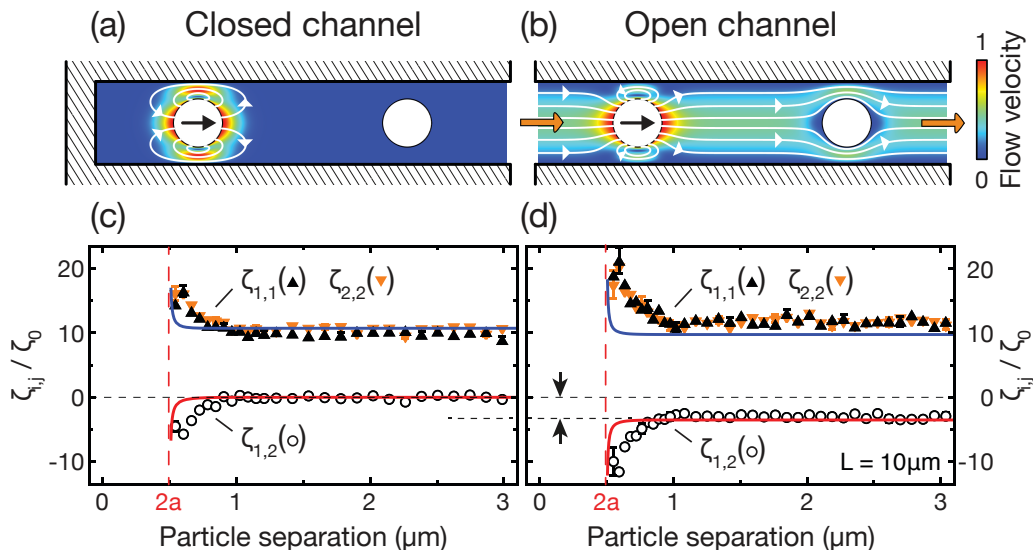 (a) Closed channel
(b) Open channel
1
Flow velocity
0
(c)
(d)
20
10
0
-10
ζi,j / ζ0
ζ1,1(▲) ζ2,2(▼)
ζ1,2(○)
0 2a 1 2 3
Particle separation (μm)
ζ1,1(▲) ζ2,2(▼)
ζ1,2(○)
L = 10μm
20
10
0
-10
ζi,j / ζ0
0 2a 1 2 3
Particle separation (μm)